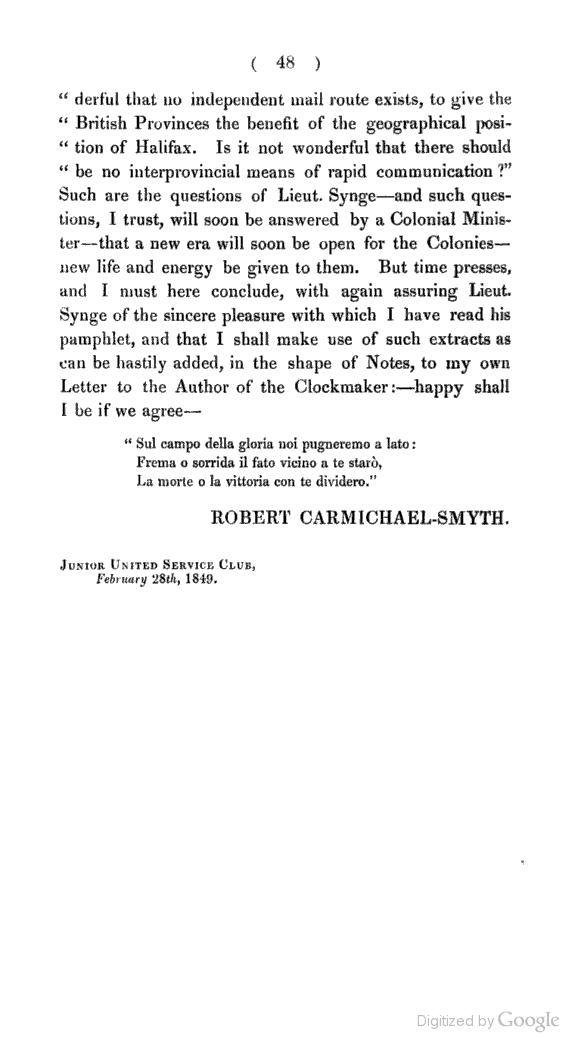 ( 48 )
“ derful that no independent mail route exists, to give the
“ British Provinces the benefit of the geographical posi-
“ tion of Halifax. Is it not wonderful that there should
“ be no interprovincial means of rapid communication ?”
Such are the questions of Lieut. Synge—and such ques-
tions, I trust, will soon be answered by a Colonial Minis-
ter—that a new era will soon be open for the Colonies—
new life and energy be given to them. But time presses,
and I must here conclude, with again assuring Lieut.
Synge of the sincere pleasure with which I have read his
pamphlet, and that I shall make use of such extracts as
can be hastily added, in the shape of Notes, to my own
Letter to the Author of the Clockmaker:—happy shall
I be if we agree—
“ Sul campo della gloria noi pugneremo a lato :
Frema o sorrida il fato vicino a te starò,
La morte o la vittoria con te dividero.”
ROBERT CARMICHAEL-SMYTH.
JUNIOR UNITED SERVICE CLUB,
February 28th, 1849.
Digitized by Google